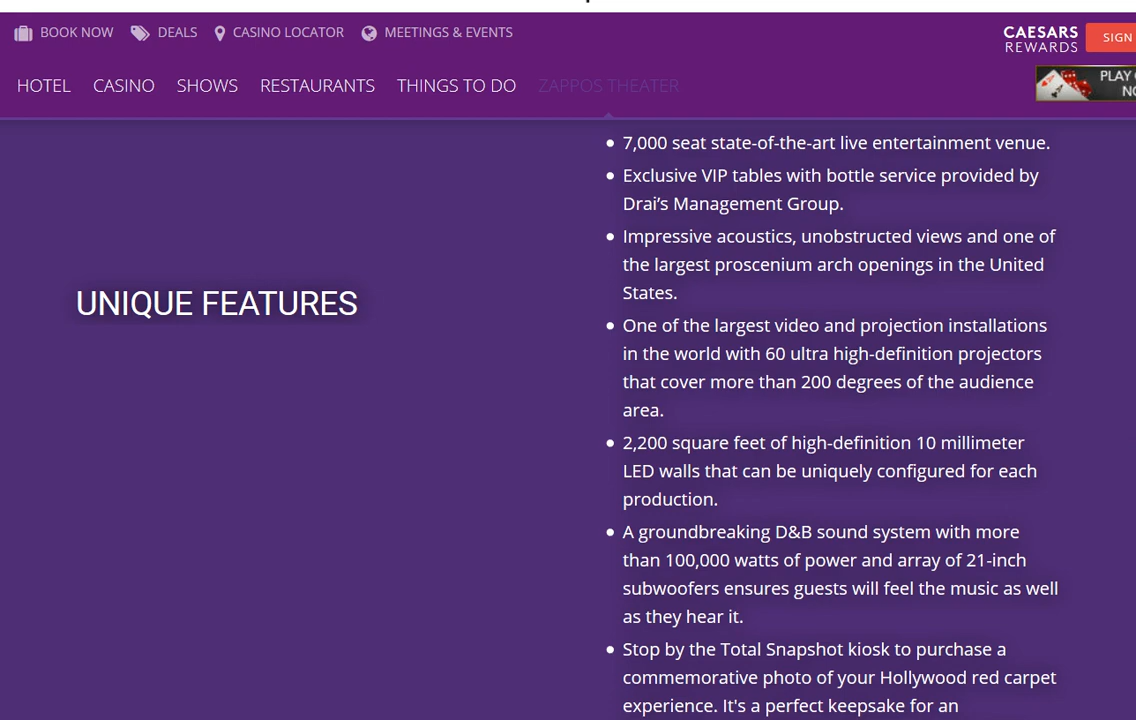 BOOK NOW DEALS CASINO LOCATOR MEETINGS & EVENTS
CAESARS
REWARDS
SIGN
HOTEL CASINO SHOWS RESTAURANTS THINGS TO DO ZAPPOS THEATER
PLAY
• 7,000 seat state-of-the-art live entertainment venue.
• Exclusive VIP tables with bottle service provided by
Drai’s Management Group.
• Impressive acoustics, unobstructed views and one of
the largest proscenium arch openings in the United
States.
UNIQUE FEATURES
• One of the largest video and projection installations
in the world with 60 ultra high-definition projectors
that cover more than 200 degrees of the audience
area.
• 2,200 square feet of high-definition 10 millimeter
LED walls that can be uniquely configured for each
production.
• A groundbreaking D&B sound system with more
than 100,000 watts of power and array of 21-inch
subwoofers ensures guests will feel the music as well
as they hear it.
• Stop by the Total Snapshot kiosk to purchase a
commemorative photo of your Hollywood red carpet
experience. It's a perfect keepsake for an